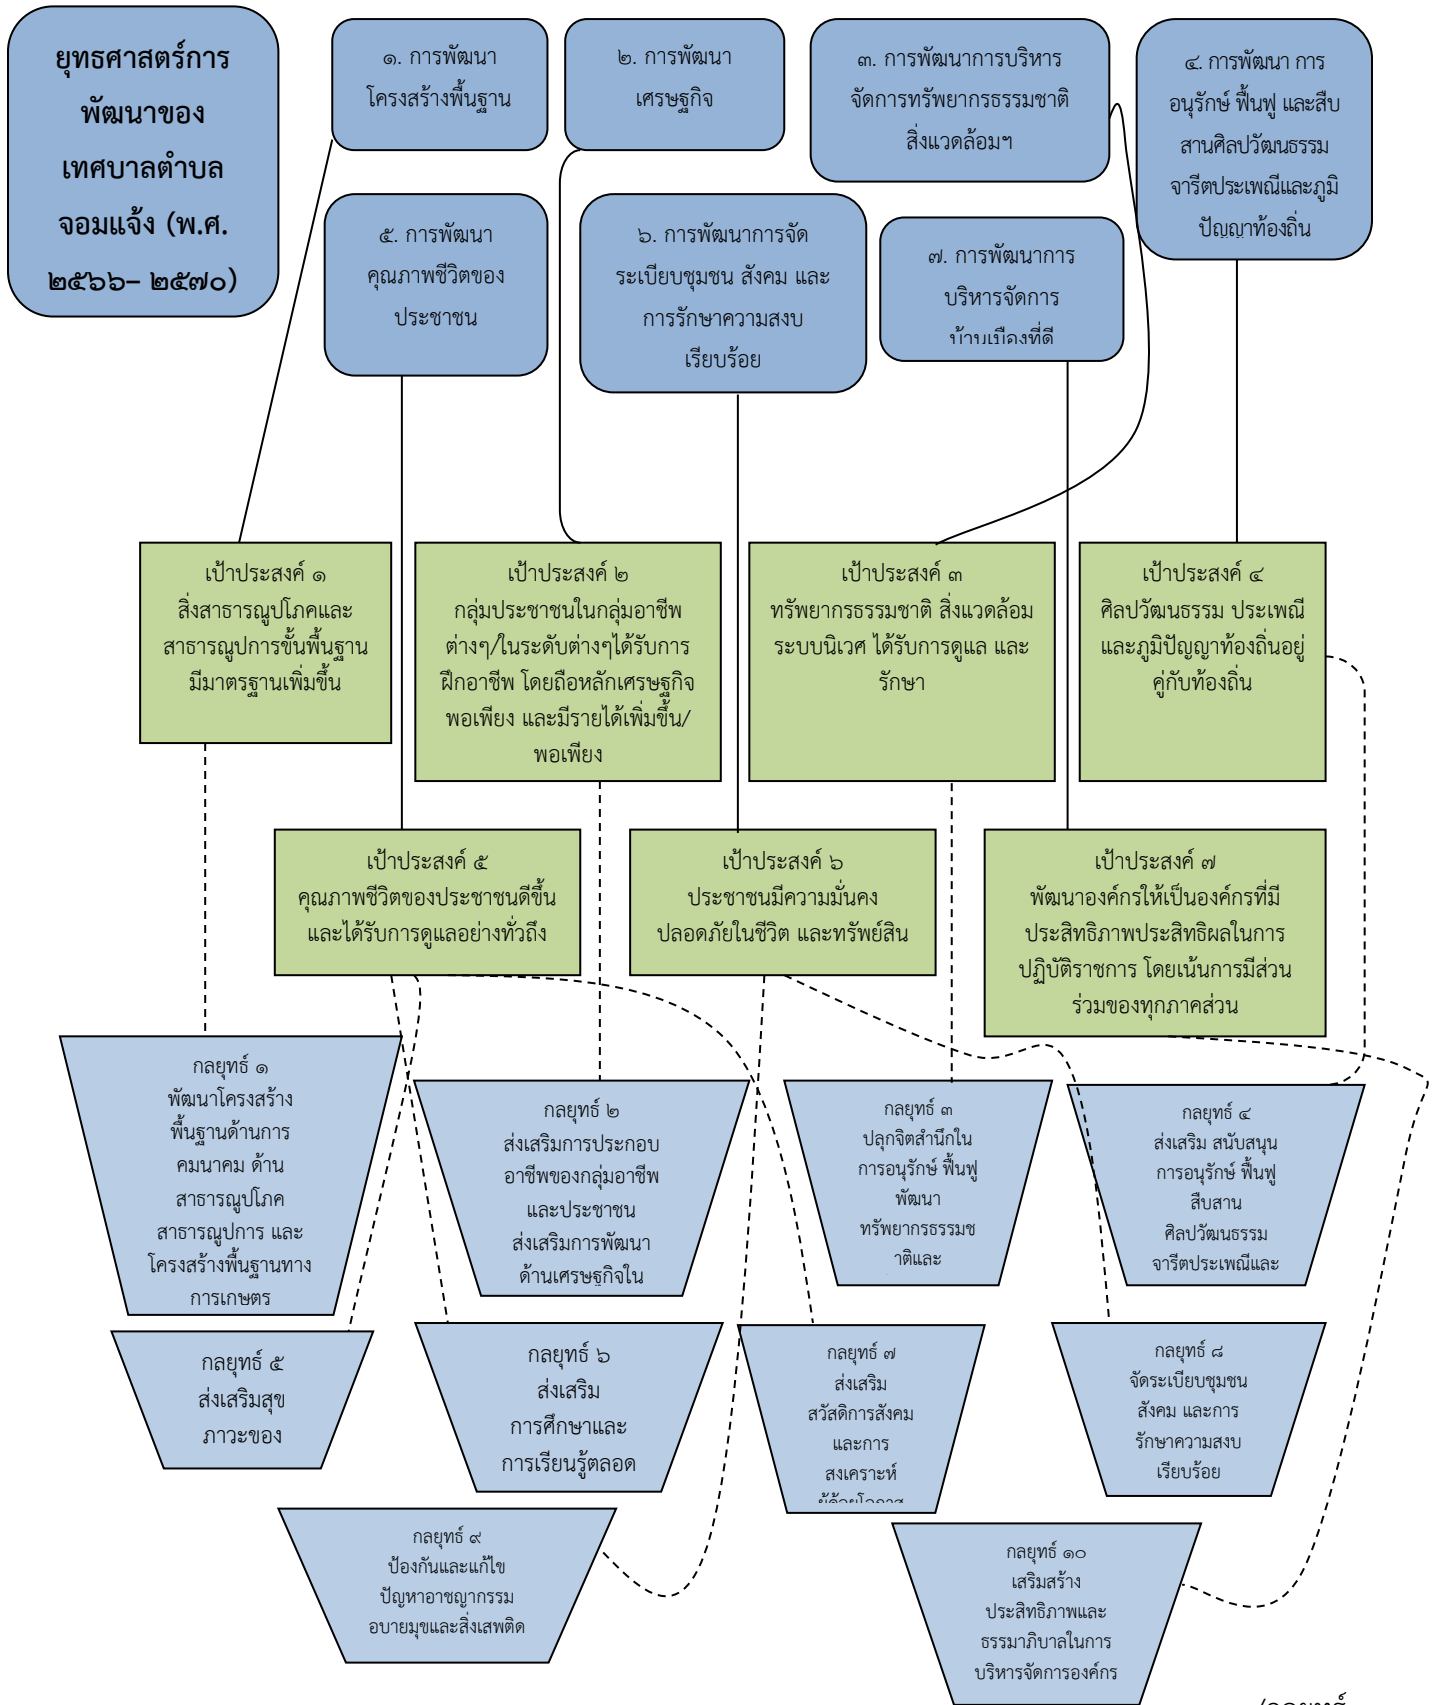 ยุทธศาสตร์การ
พัฒนาของ
เทศบาลตำบล
จอมแจ้ง (พ.ศ.
๒๕๖๖– ๒๕๗๐)
๑. การพัฒนา
โครงสร้างพื้นฐาน
๒. การพัฒนา
เศรษฐกิจ
๓. การพัฒนาการบริหาร
จัดการทรัพยากรธรรมชาติ
สิ่งแวดล้อมฯ
๔. การพัฒนา การ
อนุรักษ์ ฟื้นฟู และสืบ
สานศิลปวัฒนธรรม
จารีตประเพณีและภูมิ
ปัญญาท้องถิ่น
๕. การพัฒนา
คุณภาพชีวิตของ
ประชาชน
๖. การพัฒนาการจัด
ระเบียบชุมชน สังคม และ
การรักษาความสงบ
เรียบร้อย
๗. การพัฒนาการ
บริหารจัดการ
บ้านเมืองที่ดี
เป้าประสงค์ ๑
สิ่งสาธารณูปโภคและ
สาธารณูปการขั้นพื้นฐาน
มีมาตรฐานเพิ่มขึ้น
เป้าประสงค์ ๒
กลุ่มประชาชนในกลุ่มอาชีพ
ต่างๆ/ในระดับต่างๆได้รับการ
ฝึกอาชีพ โดยถือหลักเศรษฐกิจ
พอเพียง และมีรายได้เพิ่มขึ้น/
พอเพียง
เป้าประสงค์ ๓
ทรัพยากรธรรมชาติ สิ่งแวดล้อม
ระบบนิเวศ ได้รับการดูแล และ
รักษา
เป้าประสงค์ ๔
ศิลปวัฒนธรรม ประเพณี
และภูมิปัญญาท้องถิ่นอยู่
คู่กับท้องถิ่น
เป้าประสงค์ ๕
คุณภาพชีวิตของประชาชนดีขึ้น
และได้รับการดูแลอย่างทั่วถึง
เป้าประสงค์ ๖
ประชาชนมีความมั่นคง
ปลอดภัยในชีวิต และทรัพย์สิน
เป้าประสงค์ ๗
พัฒนาองค์กรให้เป็นองค์กรที่มี
ประสิทธิภาพประสิทธิผลในการ
ปฏิบัติราชการ โดยเน้นการมีส่วน
ร่วมของทุกภาคส่วน
กลยุทธ์ ๑
พัฒนาโครงสร้าง
พื้นฐานด้านการ
คมนาคม ด้าน
สาธารณูปโภค
สาธารณูปการ และ
โครงสร้างพื้นฐานทาง
การเกษตร
กลยุทธ์ ๒
ส่งเสริมการประกอบ
อาชีพของกลุ่มอาชีพ
และประชาชน
ส่งเสริมการพัฒนา
ด้านเศรษฐกิจใน
กลยุทธ์ ๓
ปลุกจิตสำนึกใน
การอนุรักษ์ ฟื้นฟู
พัฒนา
ทรัพยากรธรรมช
าติและ
กลยุทธ์ ๔
ส่งเสริม สนับสนุน
การอนุรักษ์ ฟื้นฟู
สืบสาน
ศิลปวัฒนธรรม
จารีตประเพณีและ
กลยุทธ์ ๕
ส่งเสริมสุข
ภาวะของ
กลยุทธ์ ๖
ส่งเสริม
การศึกษาและ
การเรียนรู้ตลอด
กลยุทธ์ ๗
ส่งเสริม
สวัสดิการสังคม
และการ
สงเคราะห์
ผู้ด้อยโอกาส
กลยุทธ์ ๘
จัดระเบียบชุมชน
สังคม และการ
รักษาความสงบ
เรียบร้อย
กลยุทธ์ ๙
ป้องกันและแก้ไข
ปัญหาอาชญากรรม
อบายมุขและสิ่งเสพติด
กลยุทธ์ ๑๐
เสริมสร้าง
ประสิทธิภาพและ
ธรรมาภิบาลในการ
บริหารจัดการองค์กร